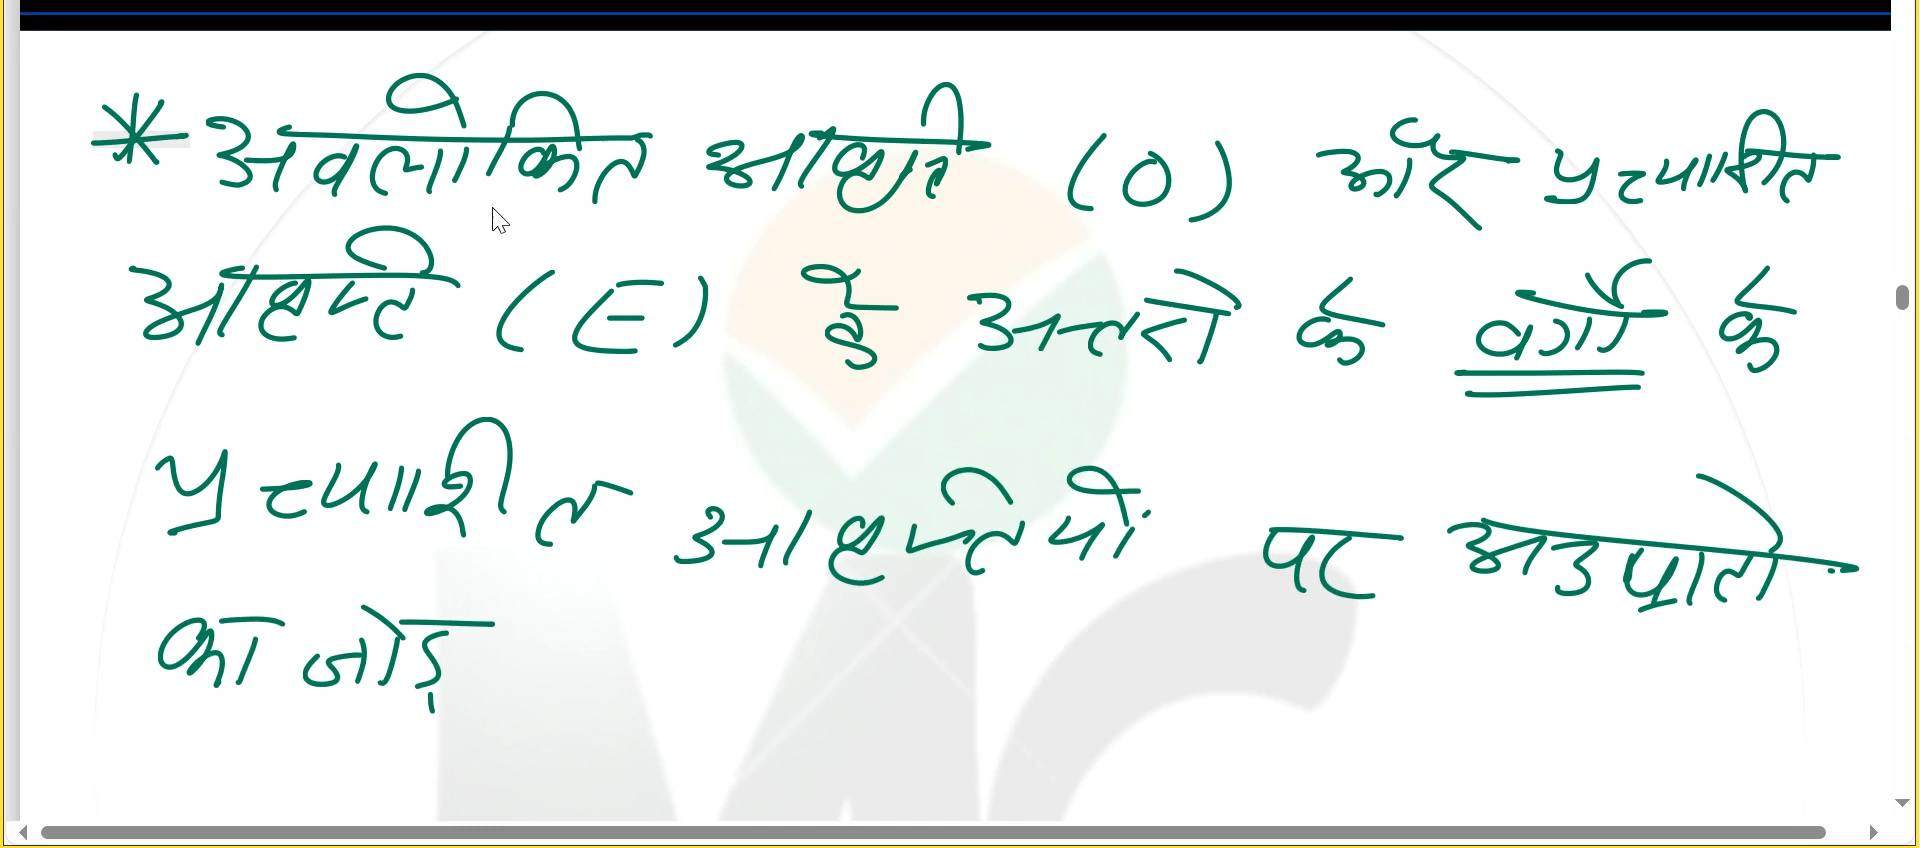 * अवलोकित आवृत्ति (O) और प्रत्याशित
आवृत्ति (E) के अन्तरों के वर्गों के
प्रत्याशित आवृत्तियों पर अनुपातों
का जोड़